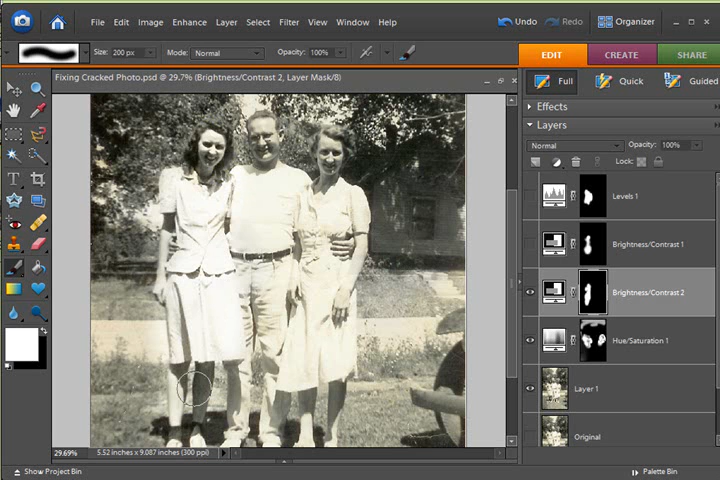 File Edit Image Enhance Layer Select Filter View Window Help Undo Redo Organizer
Size: 200 px Mode: Normal Opacity: 100%
EDIT CREATE SHARE
Fixing Cracked Photo.psd @ 29.7% (Brightness/Contrast 2, Layer Mask/8)
Full Quick Guided
Effects
Layers
Normal Opacity: 100%
Lock:
Levels 1
Brightness/Contrast 1
Brightness/Contrast 2
Hue/Saturation 1
Layer 1
Original
29.69% 5.52 inches x 9.087 inches (300 ppi)
Show Project Bin Palette Bin